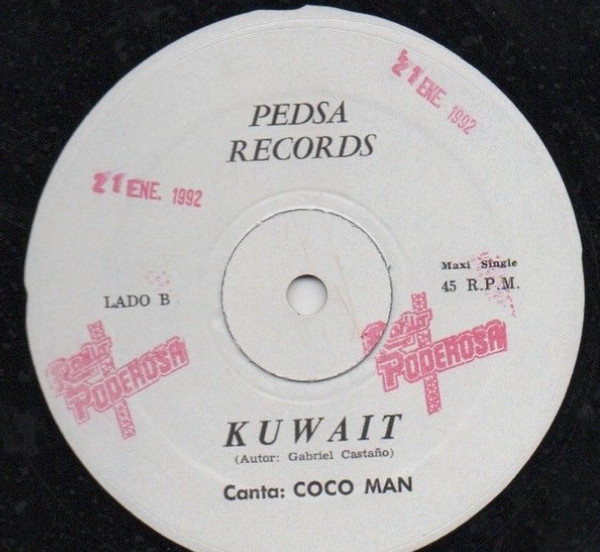 PEDSA
RECORDS
21 ENE. 1992
21 ENE. 1992
LADO B
Maxi Single
45 R.P.M.
Radio
PODEROSA
PODEROSA
KUWAIT
(Autor: Gabriel Castaño)
Canta: COCO MAN